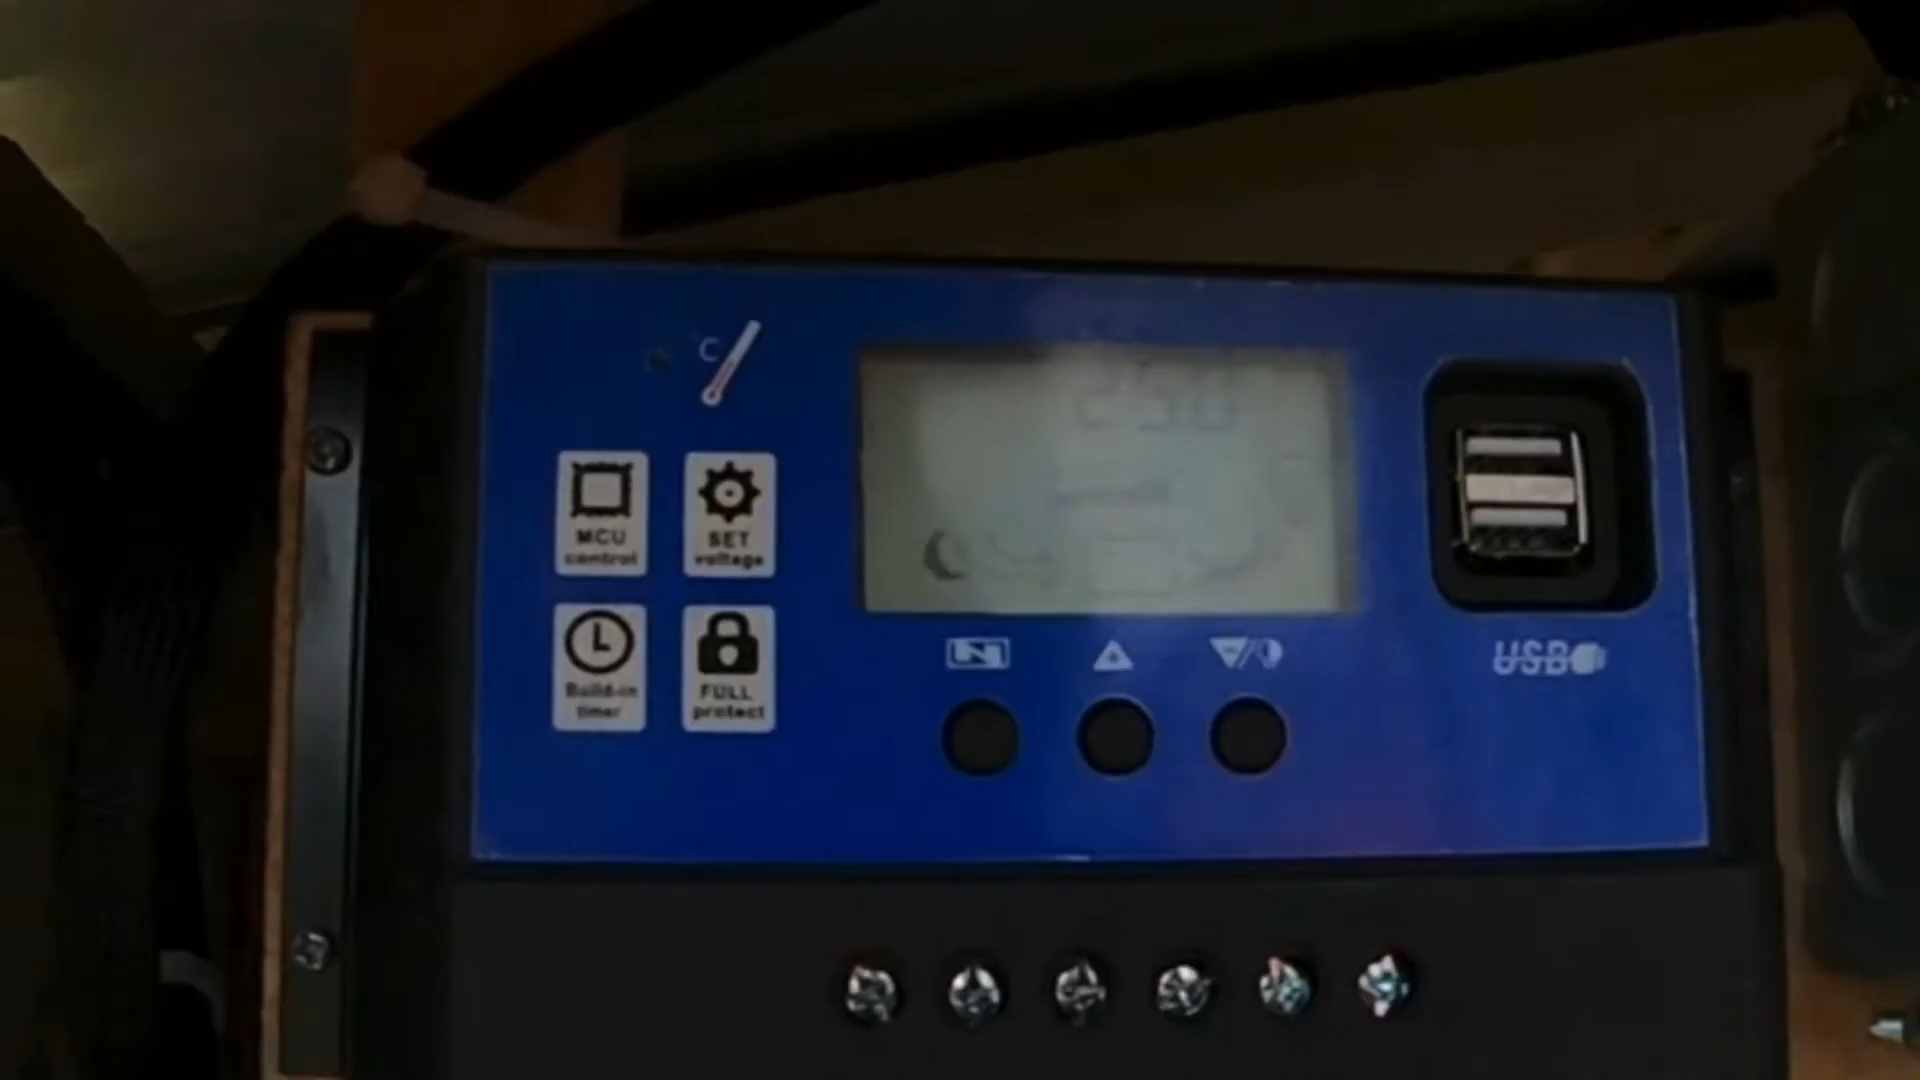 C
MCU
control
SET
voltage
Build-in
timer
FULL
protect
USB